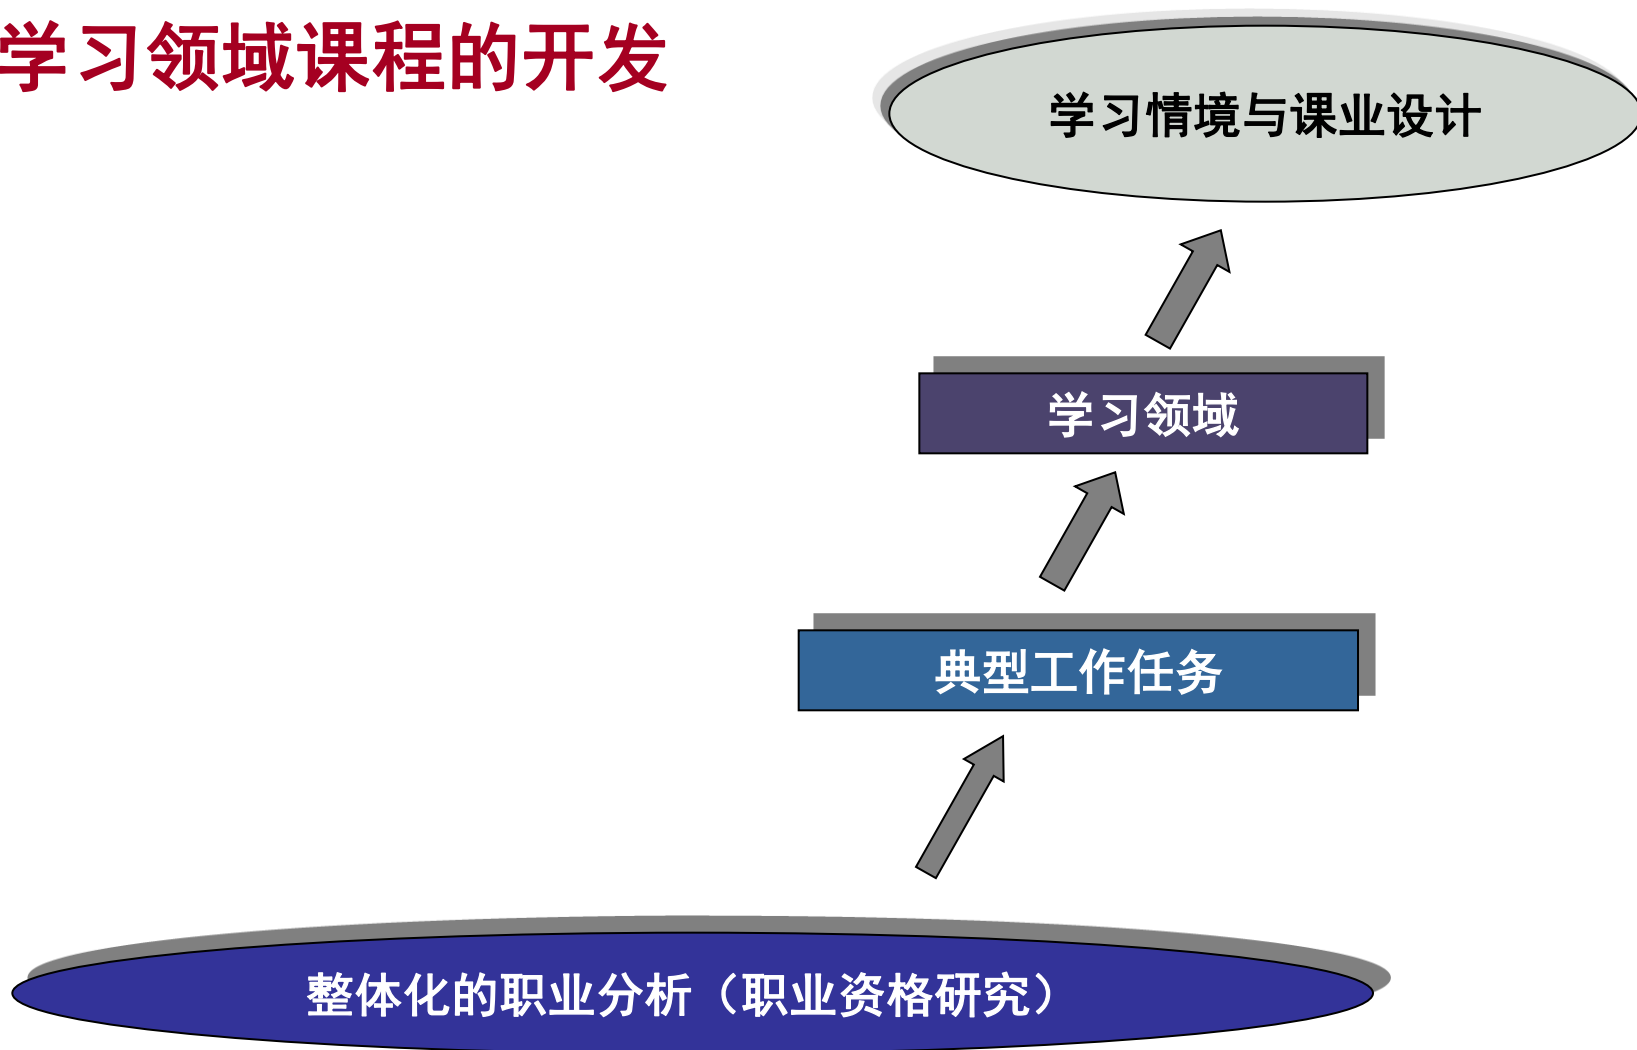 学习领域课程的开发
学习情境与课业设计
学习领域
典型工作任务
整体化的职业分析（职业资格研究）